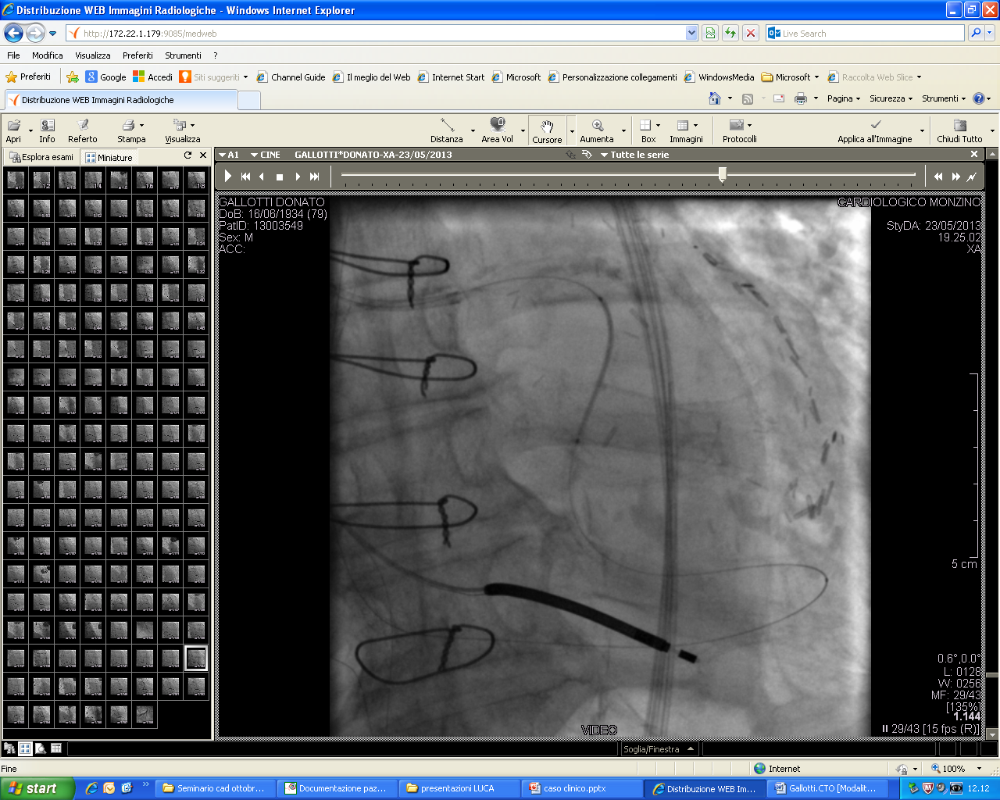 Distribuzione WEB Immagini Radiologiche - Windows Internet Explorer
http://172.22.1.179:9085/medweb
Live Search
File Modifica Visualizza Preferiti Strumenti ?
Preferiti Google Accedi Siti suggeriti Channel Guide Il meglio del Web Internet Start Microsoft Personalizzazione collegamenti WindowsMedia Microsoft Raccolta Web Slice
Distribuzione WEB Immagini Radiologiche
Pagina Sicurezza Strumenti
Apri Info Referto Stampa Visualizza Distanza Area Vol Cursore Aumenta Box Immagini Protocolli Applica all'Immagine Chiudi Tutto
Esplora esami Miniature
A1 CINE GALLOTTI*DONATO-XA-23/05/2013 Tutte le serie
GALLOTTI DONATO
DoB: 16/06/1934 (79)
PatID: 13003549
Sex: M
ACC:
CARDIOLOGICO MONZINO
StyDA: 23/05/2013
19.25.02
XA
5 cm
0.6°,0.0°
L: 0128
W: 0256
MF: 29/43
[135%]
1.144
29/43 [15 fps (R)]
VIDEO
Soglia/Finestra
Fine Internet 100%
start Seminario cad ottobr... Documentazione paz... presentazioni LUCA caso clinico.pptx Distribuzione WEB Im... Gallotti.CTO [Modalit... 12.12